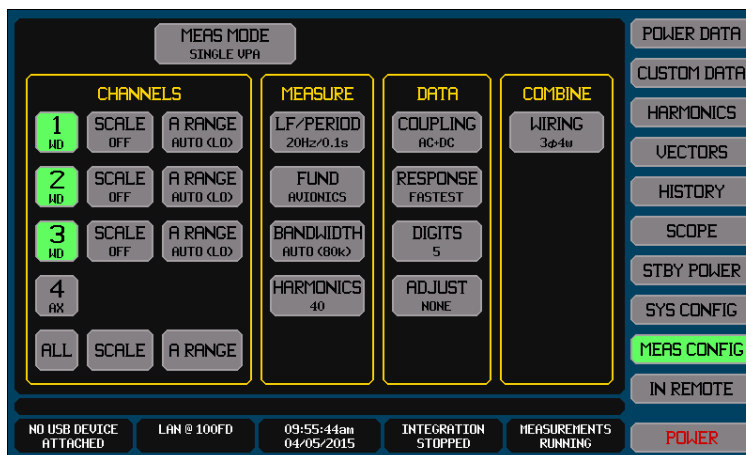 MEAS MODE
SINGLE VPA
CHANNELS
1
WD
SCALE
OFF
A RANGE
AUTO (LO)
2
WD
SCALE
OFF
A RANGE
AUTO (LO)
3
WD
SCALE
OFF
A RANGE
AUTO (LO)
4
AX
ALL
SCALE
A RANGE
MEASURE
LF/PERIOD
20Hz/0.1s
FUND
AVIONICS
BANDWIDTH
AUTO (80k)
HARMONICS
40
DATA
COUPLING
AC+DC
RESPONSE
FASTEST
DIGITS
5
ADJUST
NONE
COMBINE
WIRING
3ϕ4w
POWER DATA
CUSTOM DATA
HARMONICS
VECTORS
HISTORY
SCOPE
STBY POWER
SYS CONFIG
MEAS CONFIG
IN REMOTE
POWER
NO USB DEVICE
ATTACHED
LAN @ 100FD
09:55:44am
04/05/2015
INTEGRATION
STOPPED
MEASUREMENTS
RUNNING